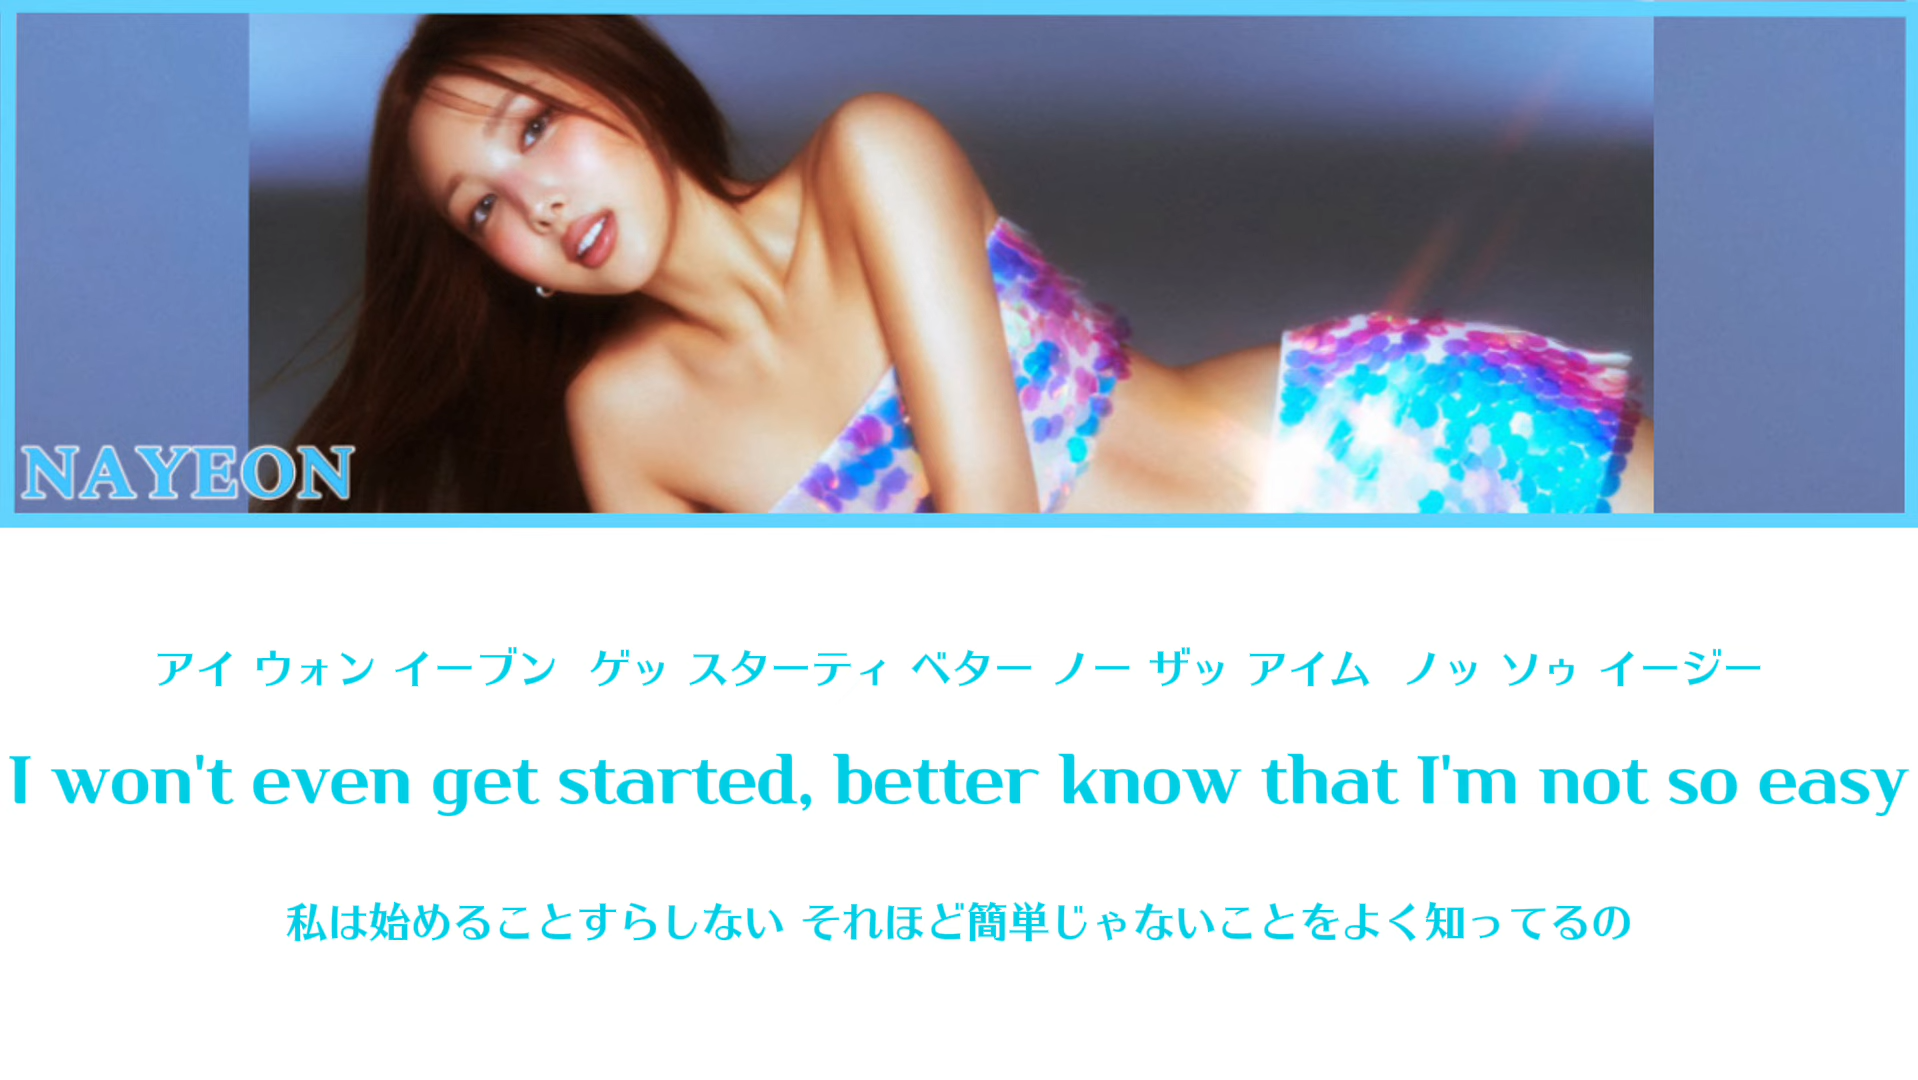 NAYEON
アイ ウォン イーブン ゲッ スターティ ベター ノー ザッ アイム ノッ ソゥ イージー
I won't even get started, better know that I'm not so easy
私は始めることすらしない それほど簡単じゃないことをよく知ってるの